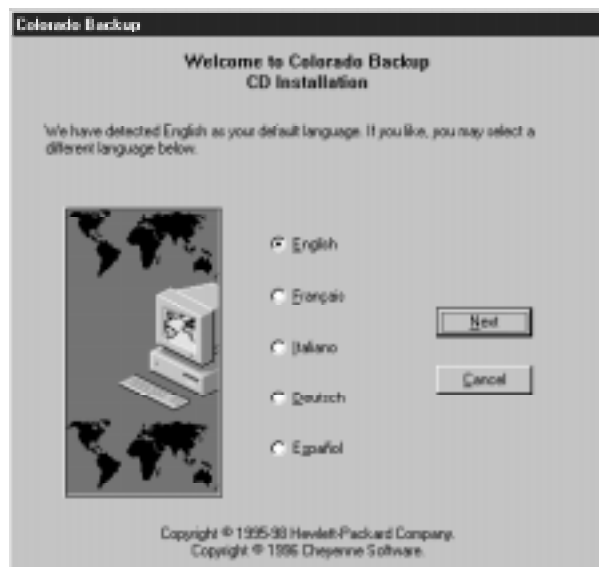 Colorado Backup
Welcome to Colorado Backup
CD Installation
We have detected English as your default language. If you like, you may select a
different language below.
English
Français
Italiano
Deutsch
Español
Next
Cancel
Copyright © 1995-98 Hewlett-Packard Company.
Copyright © 1996 Cheyenne Software.